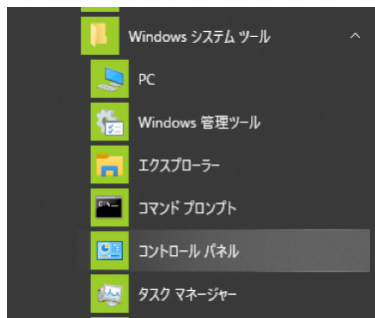 Windows システム ツール
PC
Windows 管理ツール
エクスプローラー
コマンド プロンプト
コントロール パネル
タスク マネージャー